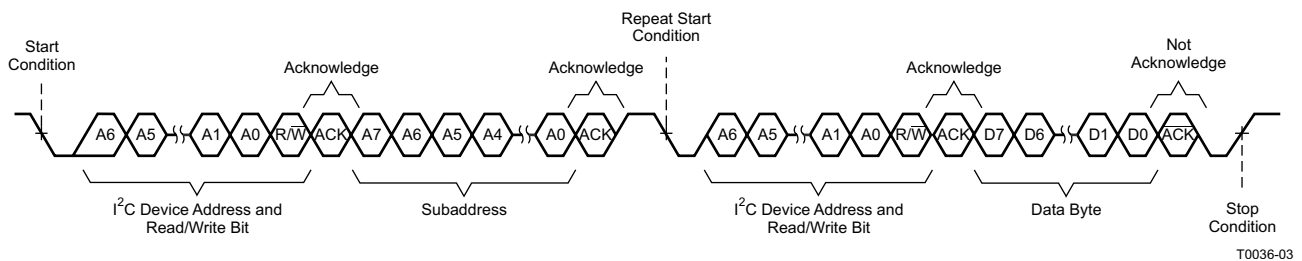 Repeat Start
Condition
Start
Condition
Not
Acknowledge
Acknowledge
Acknowledge
Acknowledge
A6 A5 A1 A0 R/W̅ ACK A7 A6 A5 A4 A0 ACK A6 A5 A1 A0 R/W̅ ACK D7 D6 D1 D0 A̅C̅K̅
I²C Device Address and
Read/Write Bit
Subaddress
I²C Device Address and
Read/Write Bit
Data Byte
Stop
Condition
T0036-03